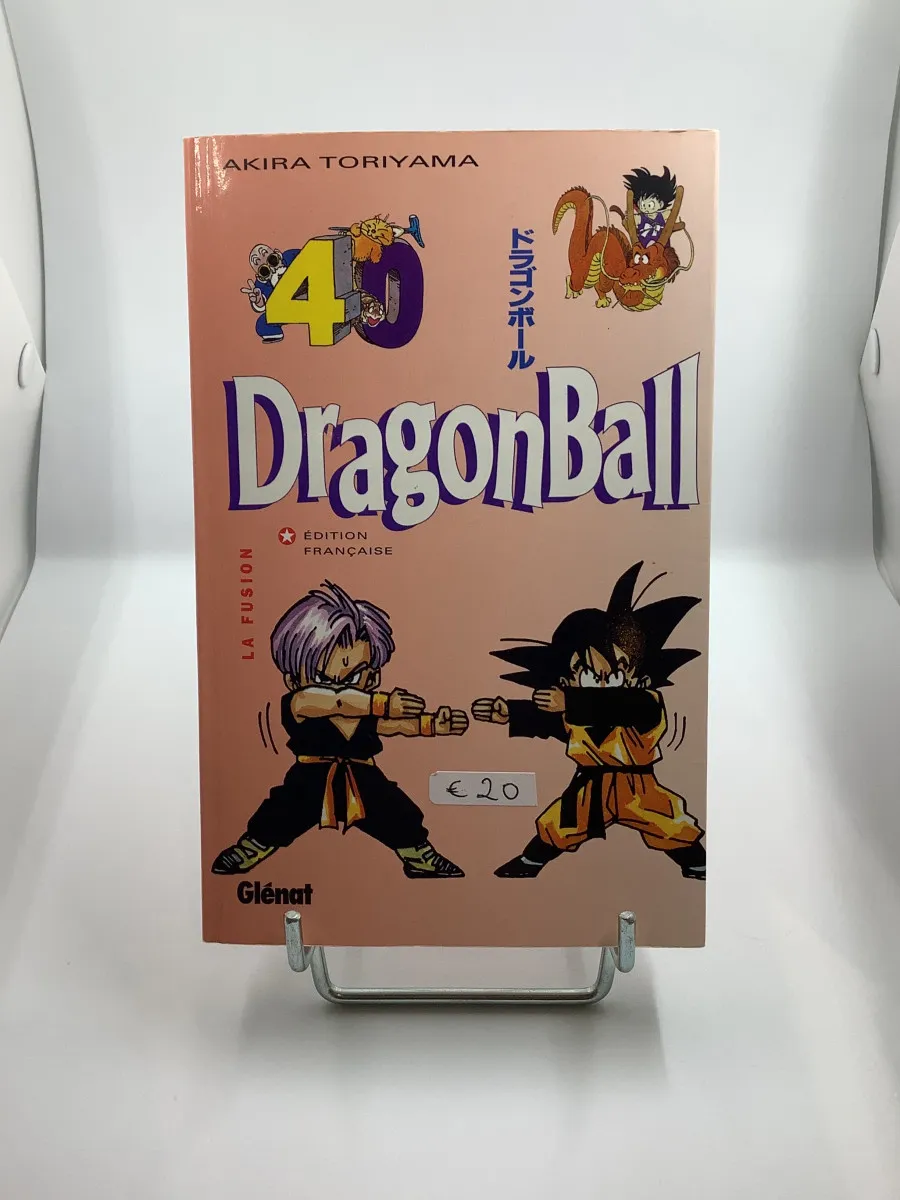 AKIRA TORIYAMA
40
ドラゴンボール
DragonBall
ÉDITION
FRANÇAISE
LA FUSION
€ 20
Glénat